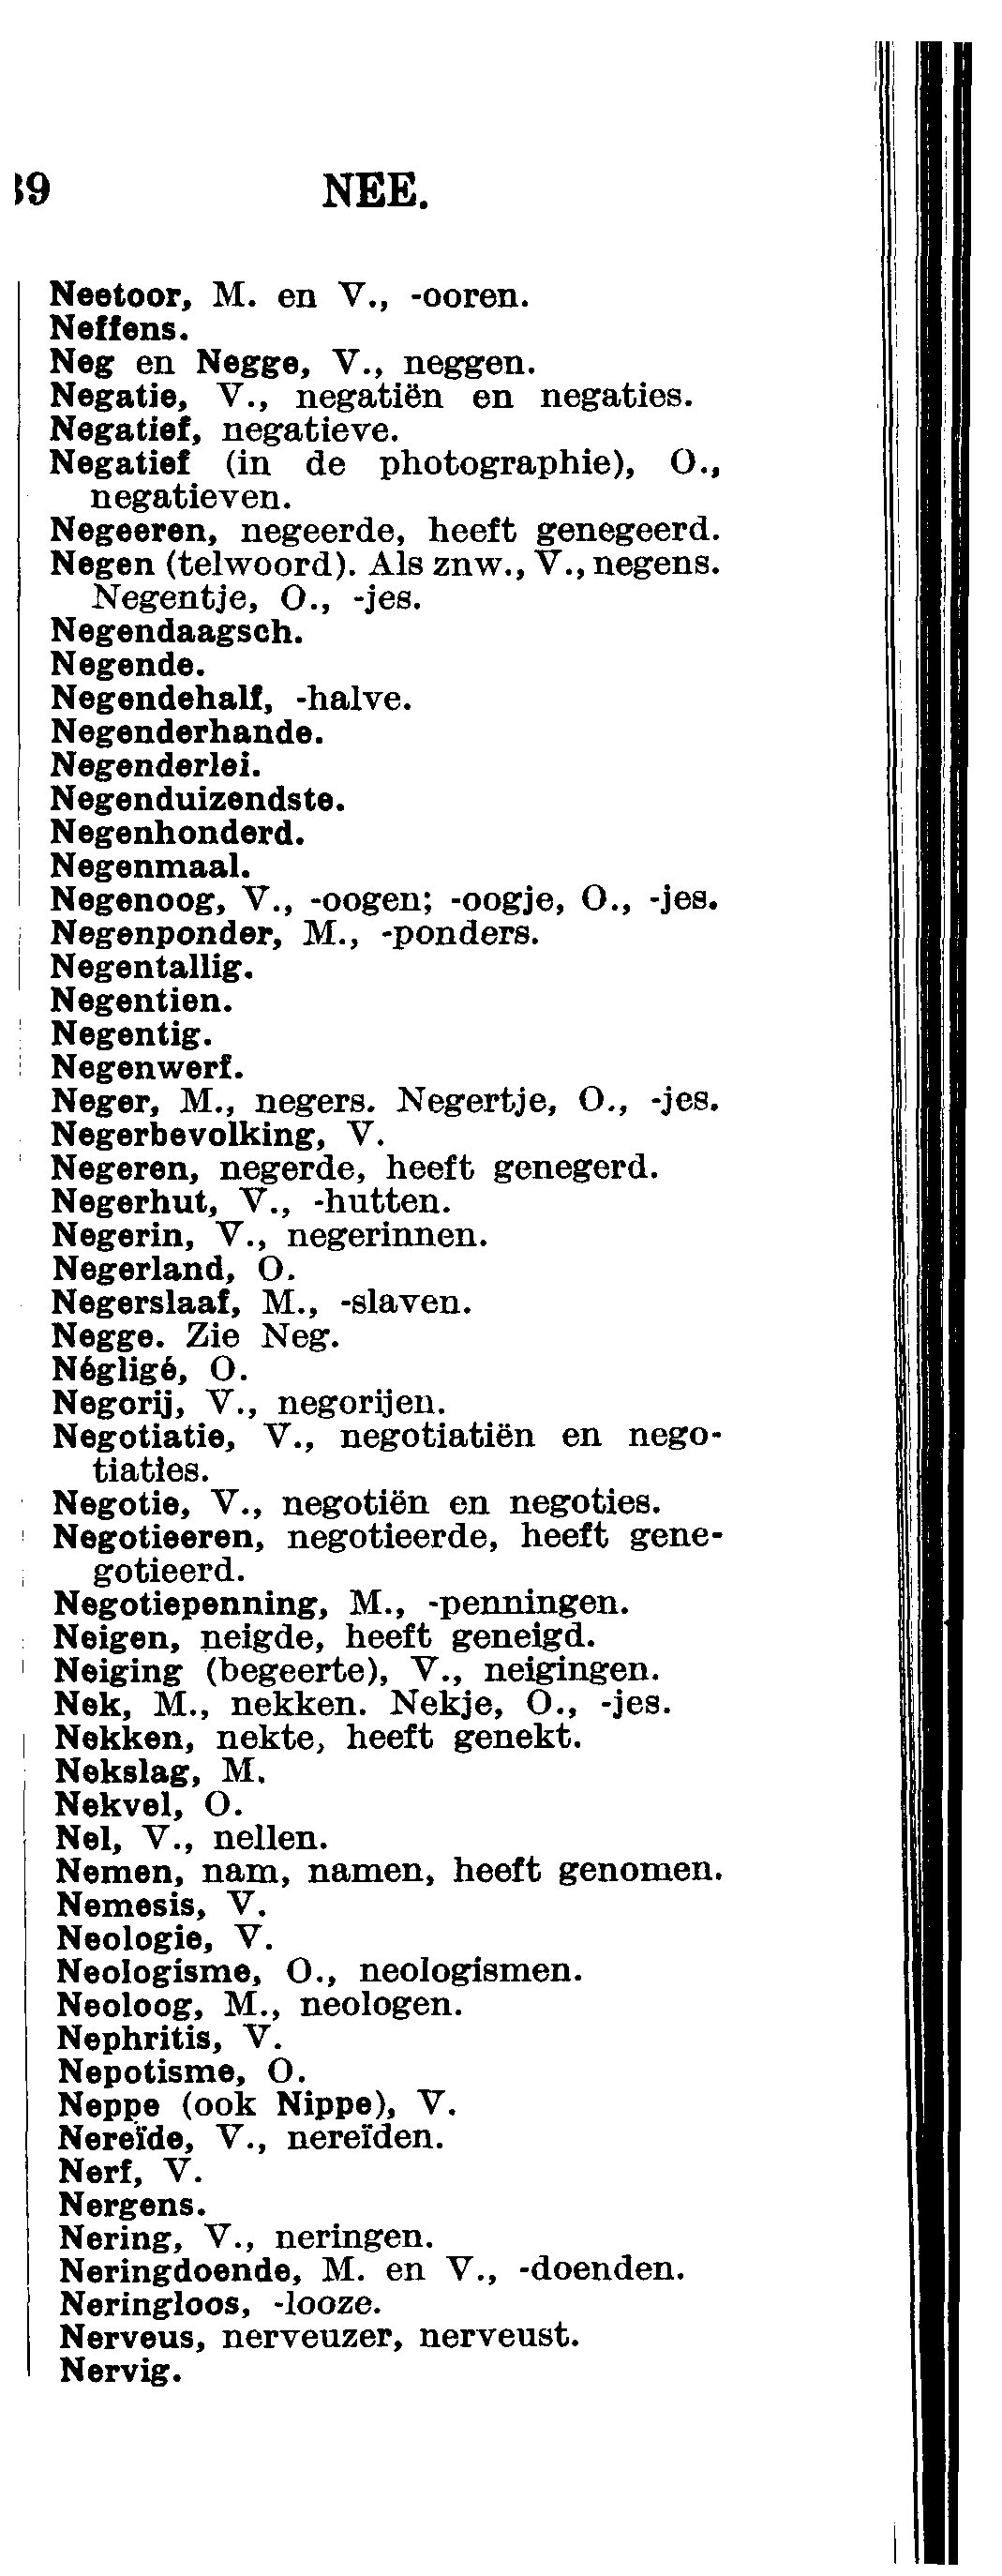 39 NEE.
Neetoor, M. en V., -ooren.
Neffens.
Neg en Negge, V., neggen.
Negatie, V., negatiën en negaties.
Negatief, negatieve.
Negatief (in de photographie), O.,
negatieven.
Negeeren, negeerde, heeft genegeerd.
Negen (telwoord). Als znw., V., negens.
Negentje, O., -jes.
Negendaagsch.
Negende.
Negendehalf, -halve.
Negenderhande.
Negenderlei.
Negenduizendste.
Negenhonderd.
Negenmaal.
Negenoog, V., -oogen; -oogje, O., -jes.
Negenponder, M., -ponders.
Negentallig.
Negentien.
Negentig.
Negenwerf.
Neger, M., negers. Negertje, O., -jes.
Negerbevolking, V.
Negeren, negerde, heeft genegerd.
Negerhut, V., -hutten.
Negerin, V., negerinnen.
Negerland, O.
Negerslaaf, M., -slaven.
Negge. Zie Neg.
Négligé, O.
Negorij, V., negorijen.
Negotiatie, V., negotiatiën en nego-
tiaties.
Negotie, V., negotiën en negoties.
Negotieeren, negotieerde, heeft gene-
gotieerd.
Negotiepenning, M., -penningen.
Neigen, neigde, heeft geneigd.
Neiging (begeerte), V., neigingen.
Nek, M., nekken. Nekje, O., -jes.
Nekken, nekte, heeft genekt.
Nekslag, M.
Nekvel, O.
Nel, V., nellen.
Nemen, nam, namen, heeft genomen.
Nemesis, V.
Neologie, V.
Neologisme, O., neologismen.
Neoloog, M., neologen.
Nephritis, V.
Nepotisme, O.
Neppe (ook Nippe), V.
Nereïde, V., nereïden.
Nerf, V.
Nergens.
Nering, V., neringen.
Neringdoende, M. en V., -doenden.
Neringloos, -looze.
Nerveus, nerveuzer, nerveust.
Nervig.